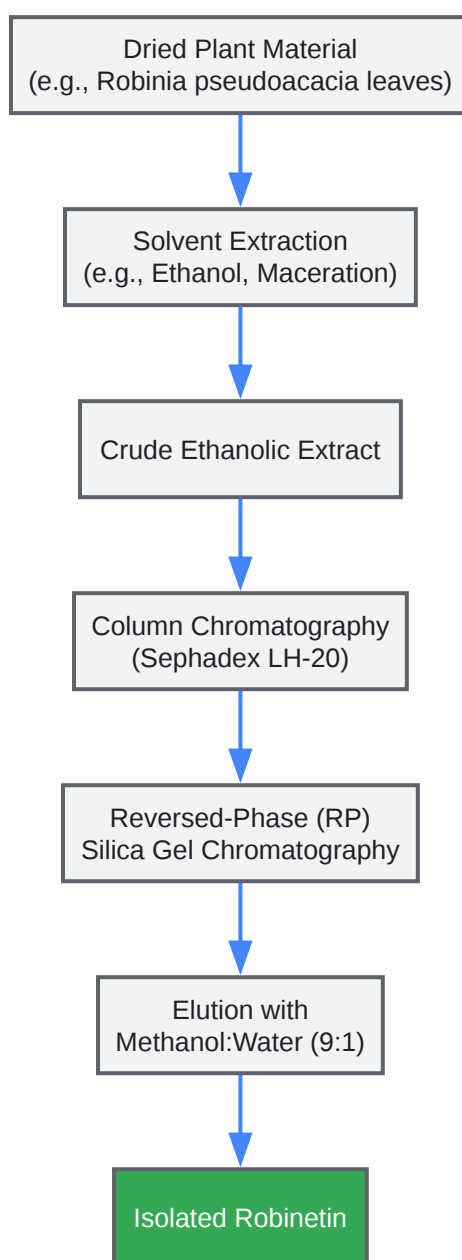 Dried Plant Material
(e.g., Robinia pseudoacacia leaves)
Solvent Extraction
(e.g., Ethanol, Maceration)
Crude Ethanolic Extract
Column Chromatography
(Sephadex LH-20)
Reversed-Phase (RP)
Silica Gel Chromatography
Elution with
Methanol:Water (9:1)
Isolated Robinetin